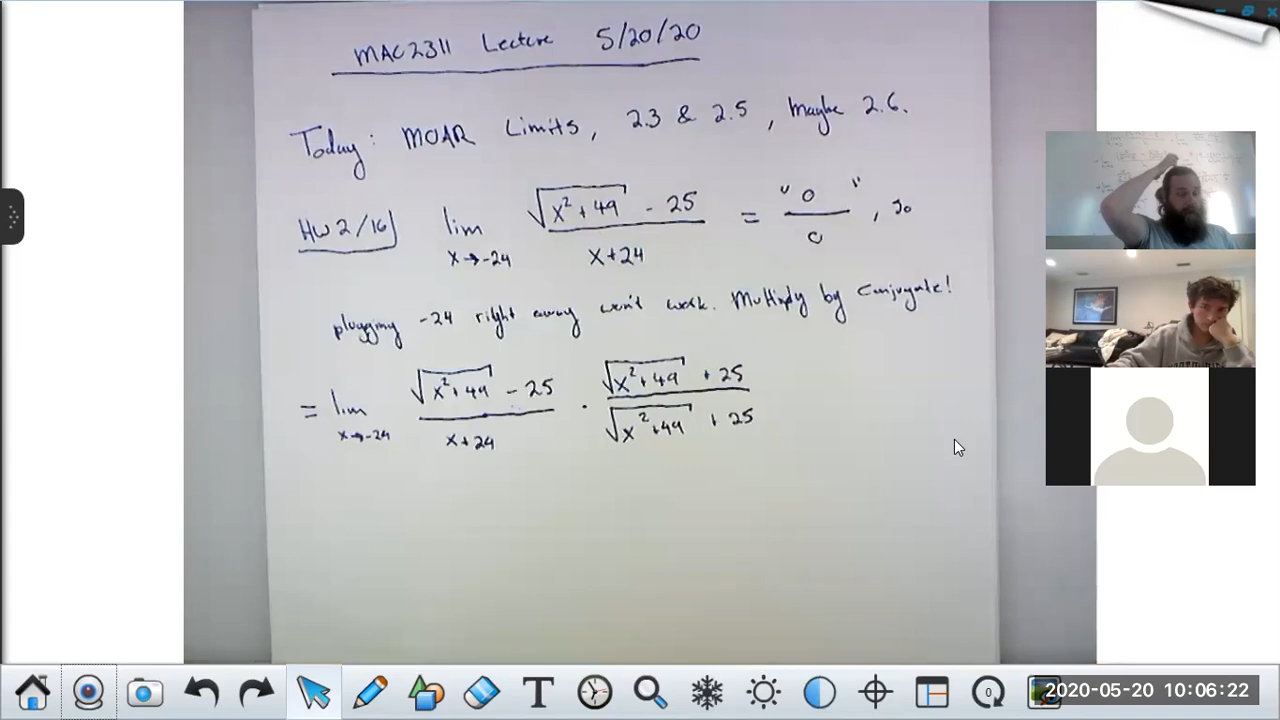 MAC2311 Lecture 5/20/20
Today: MOAR Limits, 2.3 & 2.5, Maybe 2.6.
HW2/16] lim x→-24 √(x²+49) - 25 / x+24 = "0" / 0, so
plugging -24 right away won't work. Multiply by conjugate!
= lim x→-24 √(x²+49) - 25 / x+24 · √(x²+49) + 25 / √(x²+49) + 25
T
0
2020-05-20 10:06:22